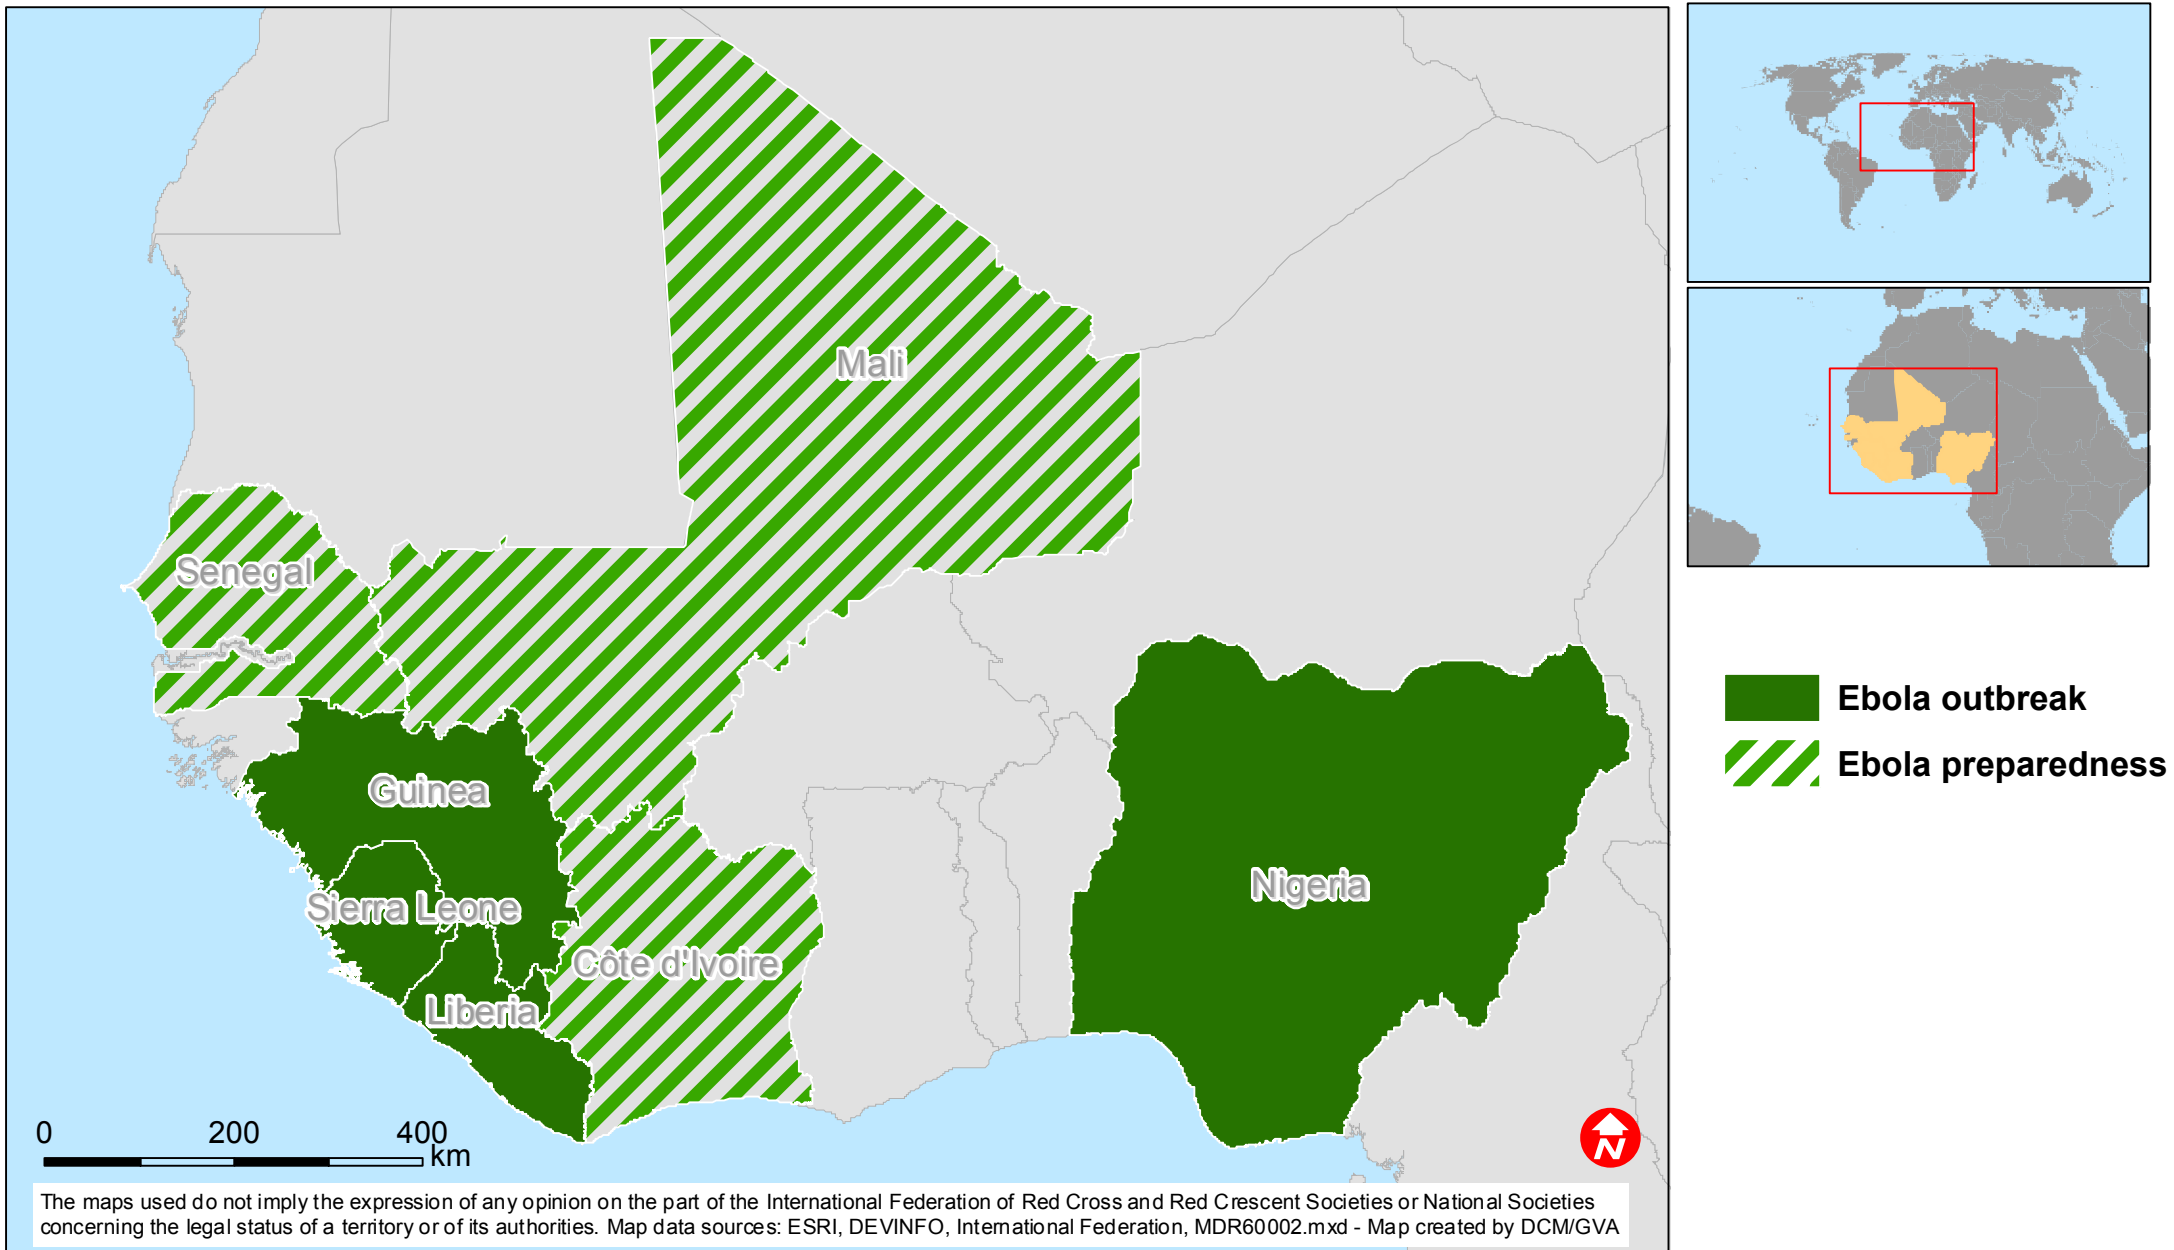 Mali
Senegal
Guinea
Sierra Leone
Nigeria
Côte d'Ivoire
Liberia
0 200 400
km
N
The maps used do not imply the expression of any opinion on the part of the International Federation of Red Cross and Red Crescent Societies or National Societies
concerning the legal status of a territory or of its authorities. Map data sources: ESRI, DEVINFO, International Federation, MDR60002.mxd - Map created by DCM/GVA
Ebola outbreak
Ebola preparedness